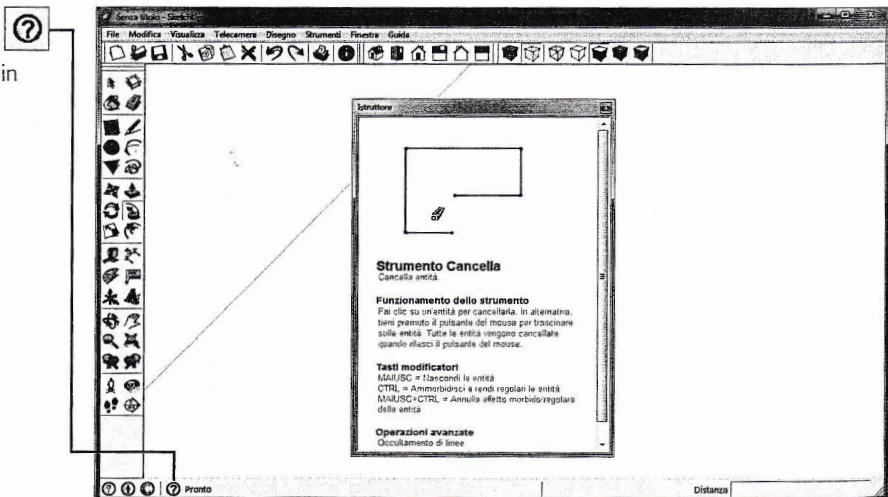 in
Senza titolo - Sketch
File Modifica Visualizza Telecamera Disegno Strumenti Finestra Guida
Istruttore
Strumento Cancella
Cancella entità.
Funzionamento dello strumento
Fai clic su un'entità per cancellarla. In alternativa,
tieni premuto il pulsante del mouse per trascinare
sulle entità. Tutte le entità vengono cancellate
quando rilasci il pulsante del mouse.
Tasti modificatori
MAIUSC = Nascondi le entità
CTRL = Ammorbidisci e rendi regolari le entità
MAIUSC+CTRL = Annulla effetto morbido/regolare
delle entità
Operazioni avanzate
Occultamento di linee
Pronto
Distanza